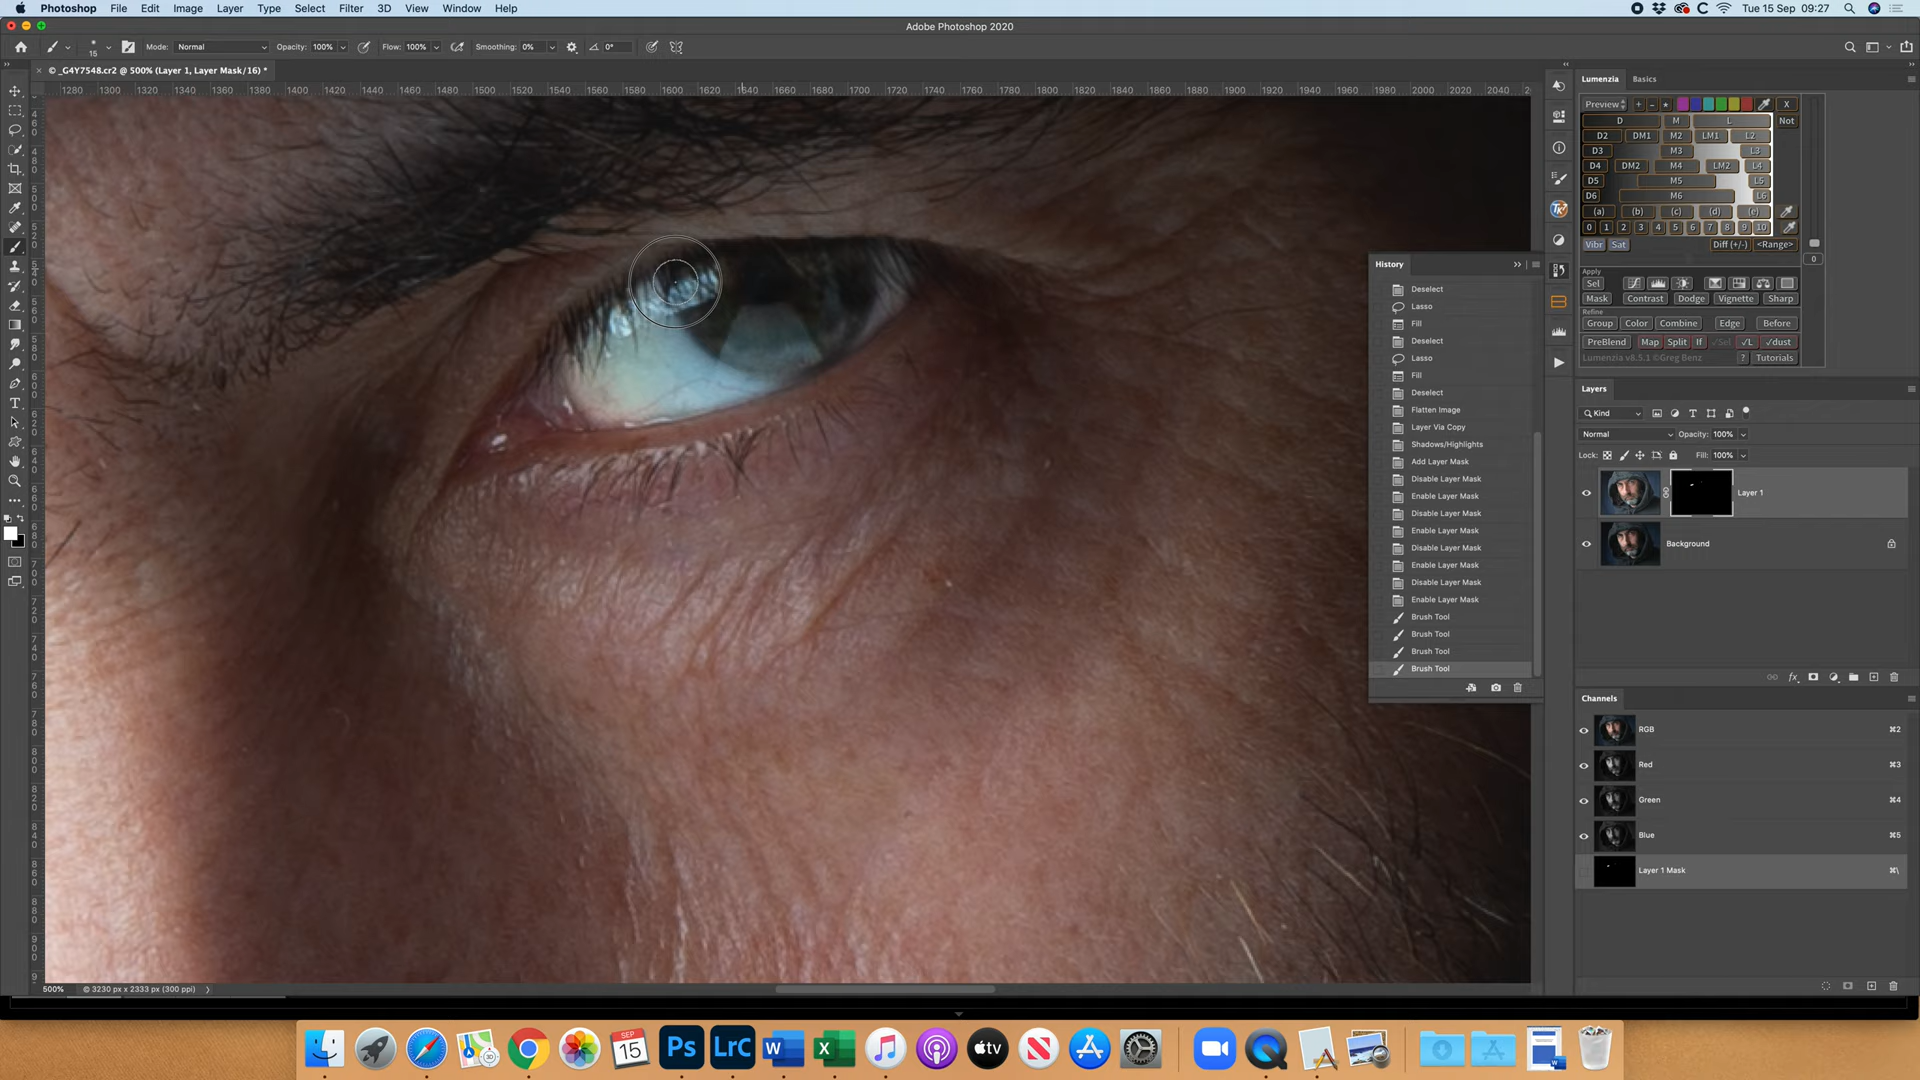 Photoshop File Edit Image Layer Type Select Filter 3D View Window Help Tue 15 Sep 09:27
Adobe Photoshop 2020
15 Mode: Normal Opacity: 100% Flow: 100% Smoothing: 0% 0°
© _G4Y7548.cr2 @ 500% (Layer 1, Layer Mask/16) *
1280 1300 1320 1340 1360 1380 1400 1420 1440 1460 1480 1500 1520 1540 1560 1580 1600 1620 1640 1660 1680 1700 1720 1740 1760 1780 1800 1820 1840 1860 1880 1900 1920 1940 1960 1980 2000 2020 2040
Lumenzia Basics
Preview + – X
D M L Not
D2 DM1 M2 LM1 L2
D3 M3 L3
D4 DM2 M4 LM2 L4
D5 M5 L5
D6 M6 L6
(a) (b) (c) (d) (e)
0 1 2 3 4 5 6 7 8 9 10
Vibr Sat Diff (+/-) <Range>
0
Apply
Sel
Mask Contrast Dodge Vignette Sharp
Refine
Group Color Combine Edge Before
PreBlend Map Split If √Sel √L √dust
Lumenzia v8.5.1 ©Greg Benz ? Tutorials
History
Deselect
Lasso
Fill
Deselect
Lasso
Fill
Deselect
Flatten Image
Layer Via Copy
Shadows/Highlights
Add Layer Mask
Disable Layer Mask
Enable Layer Mask
Disable Layer Mask
Enable Layer Mask
Disable Layer Mask
Enable Layer Mask
Disable Layer Mask
Enable Layer Mask
Brush Tool
Brush Tool
Brush Tool
Brush Tool
Layers
Kind
Normal Opacity: 100%
Lock: Fill: 100%
Layer 1
Background
fx
Channels
RGB ⌘2
Red ⌘3
Green ⌘4
Blue ⌘5
Layer 1 Mask ⌘\
500% © 3230 px x 2333 px (300 ppi)
SEP
15
Ps
LrC
W
X
tv